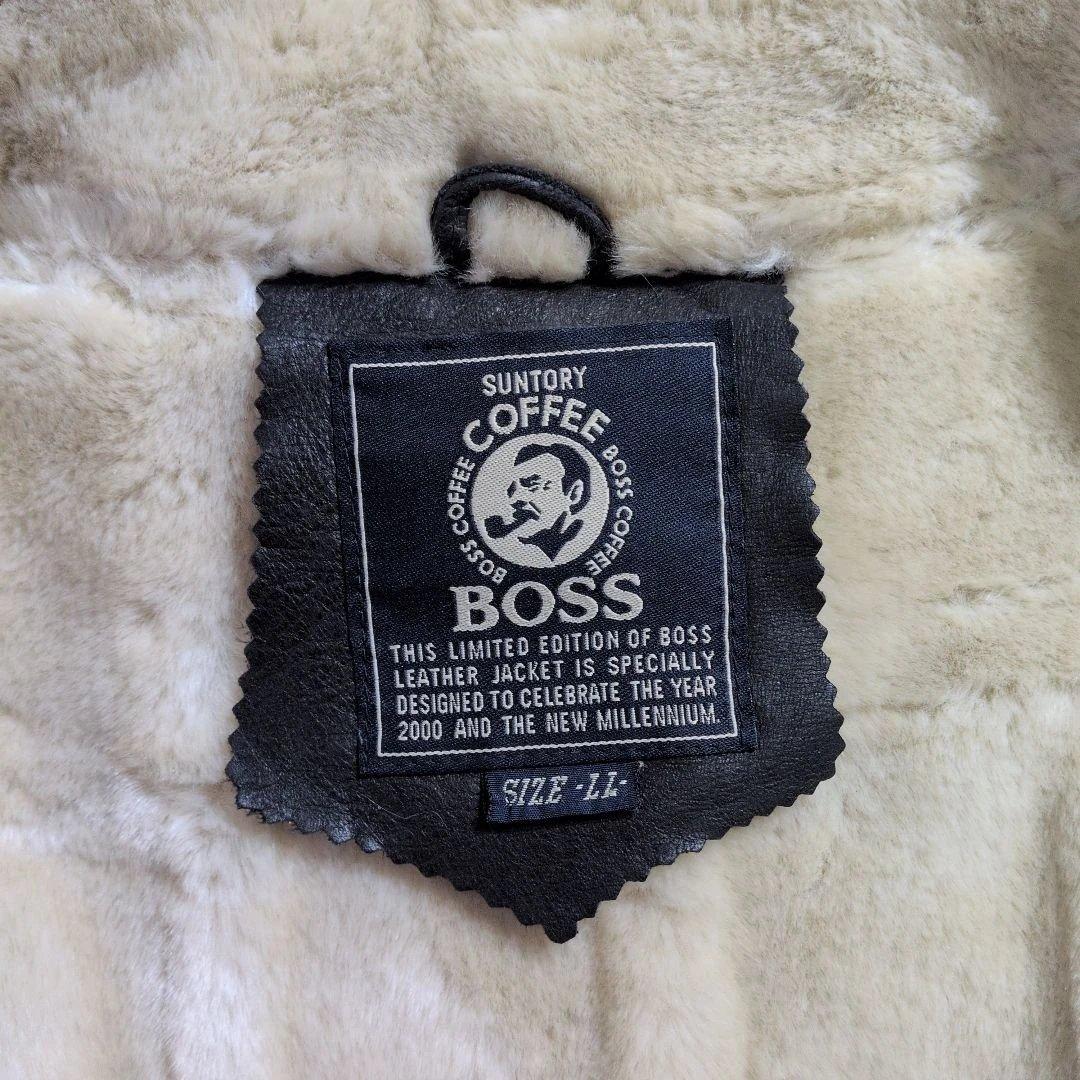 SUNTORY
COFFEE
BOSS COFFEE
BOSS COFFEE
BOSS
THIS LIMITED EDITION OF BOSS
LEATHER JACKET IS SPECIALLY
DESIGNED TO CELEBRATE THE YEAR
2000 AND THE NEW MILLENNIUM.
SIZE -LL-